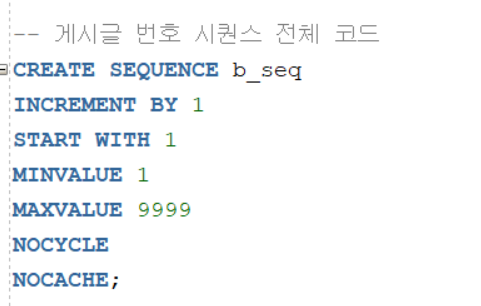 -- 게시글 번호 시퀀스 전체 코드
CREATE SEQUENCE b_seq
INCREMENT BY 1
START WITH 1
MINVALUE 1
MAXVALUE 9999
NOCYCLE
NOCACHE;